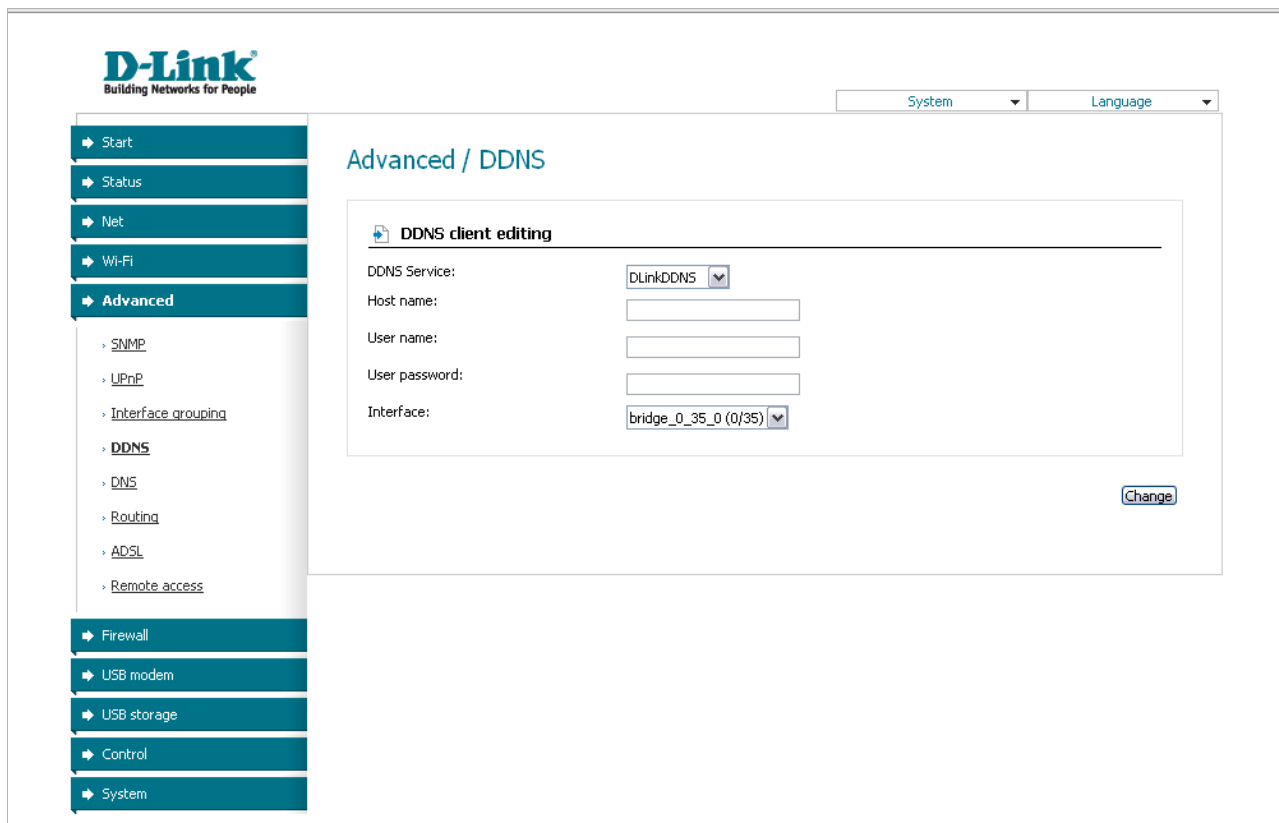 D-Link
Building Networks for People
System
Language
Start
Status
Net
Wi-Fi
Advanced
SNMP
UPnP
Interface grouping
DDNS
DNS
Routing
ADSL
Remote access
Firewall
USB modem
USB storage
Control
System
Advanced / DDNS
DDNS client editing
DDNS Service: DLinkDDNS
Host name:
User name:
User password:
Interface: bridge_0_35_0 (0/35)
Change